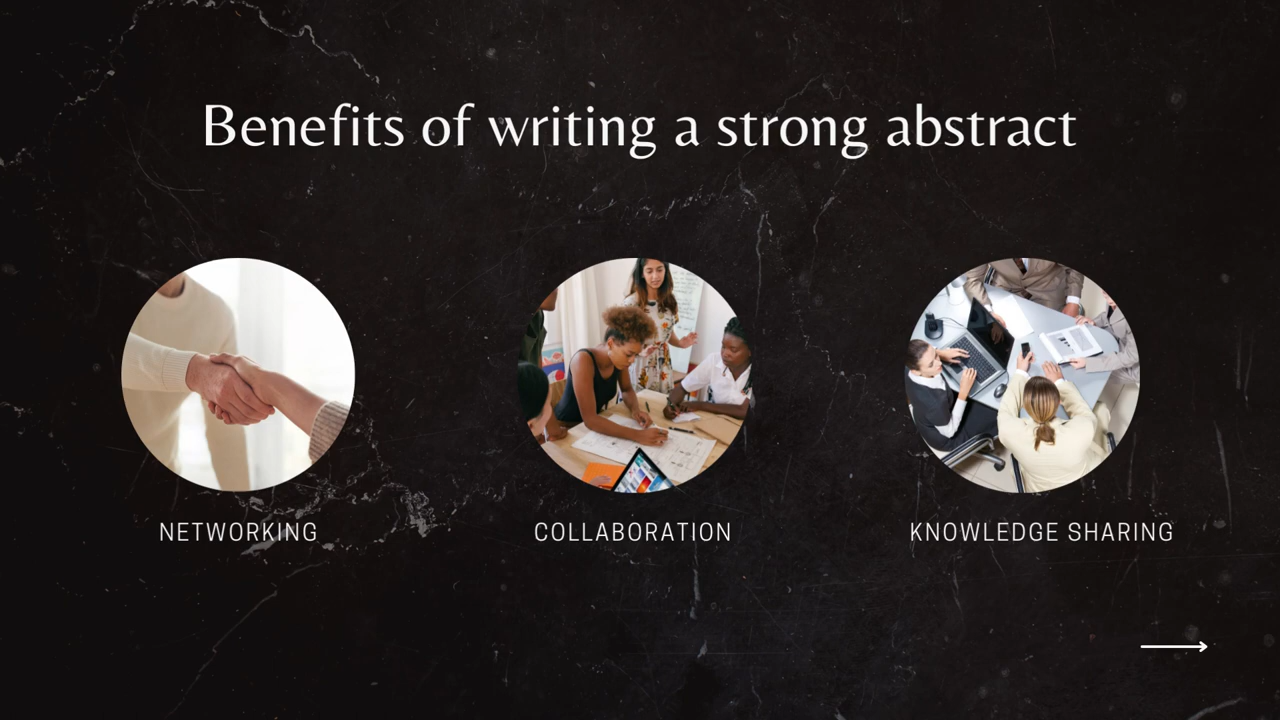 Benefits of writing a strong abstract
NETWORKING
COLLABORATION
KNOWLEDGE SHARING